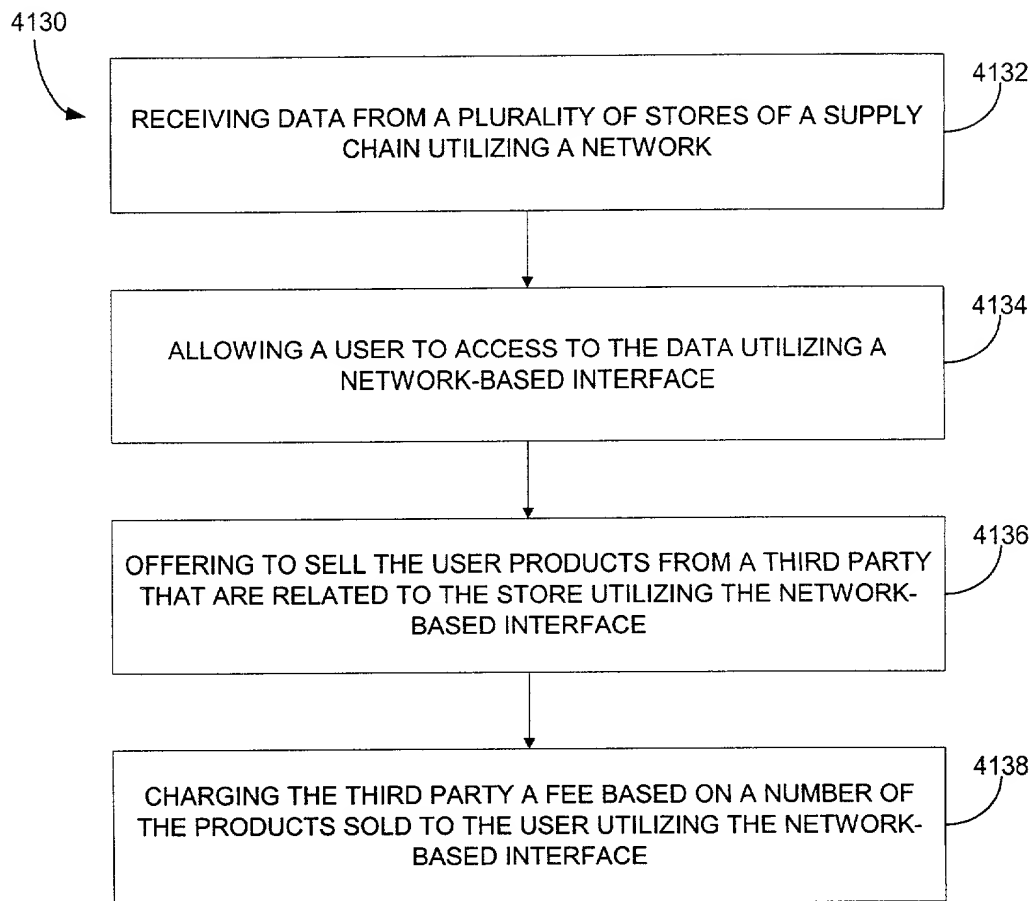 4130
4132
RECEIVING DATA FROM A PLURALITY OF STORES OF A SUPPLY
CHAIN UTILIZING A NETWORK
4134
ALLOWING A USER TO ACCESS TO THE DATA UTILIZING A
NETWORK-BASED INTERFACE
4136
OFFERING TO SELL THE USER PRODUCTS FROM A THIRD PARTY
THAT ARE RELATED TO THE STORE UTILIZING THE NETWORK-
BASED INTERFACE
4138
CHARGING THE THIRD PARTY A FEE BASED ON A NUMBER OF
THE PRODUCTS SOLD TO THE USER UTILIZING THE NETWORK-
BASED INTERFACE